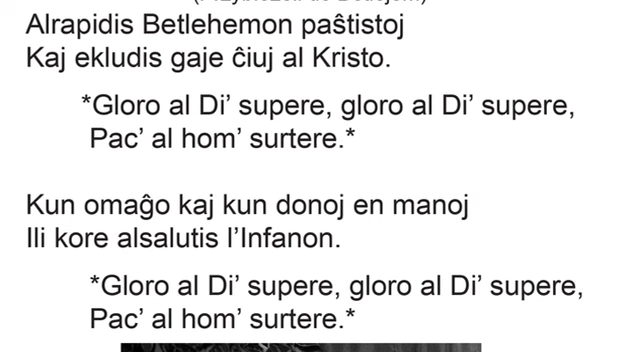 Alrapidis Betlehemon paŝtistoj
Kaj ekludis gaje ĉiuj al Kristo.
*Gloro al Di’ supere, gloro al Di’ supere,
Pac’ al hom’ surtere.*
Kun omaĝo kaj kun donoj en manoj
Ili kore alsalutis l’Infanon.
*Gloro al Di’ supere, gloro al Di’ supere,
Pac’ al hom’ surtere.*